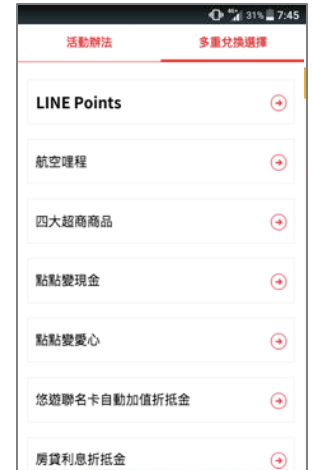 4G 31% 7:45
活動辦法 多重兌換選擇
LINE Points
航空哩程
四大超商商品
點點變現金
點點變愛心
悠遊聯名卡自動加值折抵金
房貸利息折抵金